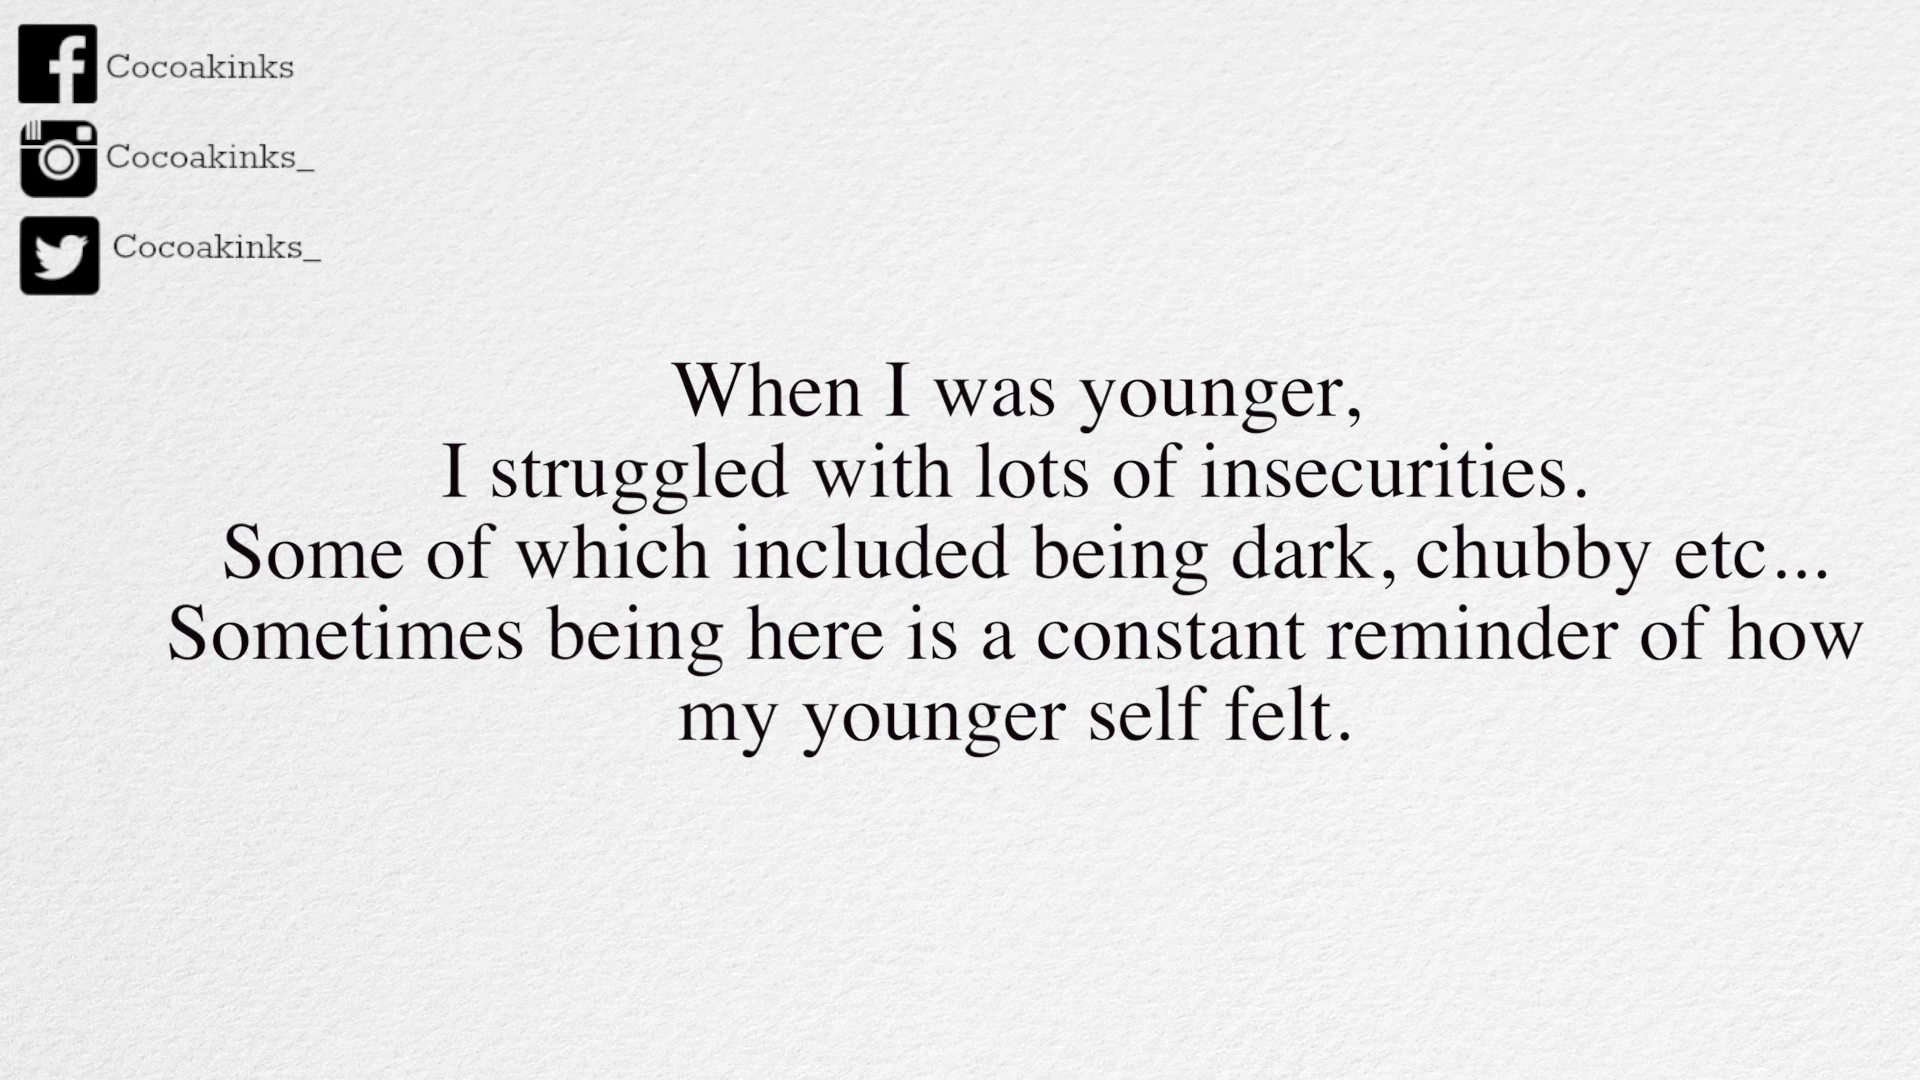 Cocoakinks
Cocoakinks_
Cocoakinks_
When I was younger,
I struggled with lots of insecurities.
Some of which included being dark, chubby etc...
Sometimes being here is a constant reminder of how
my younger self felt.